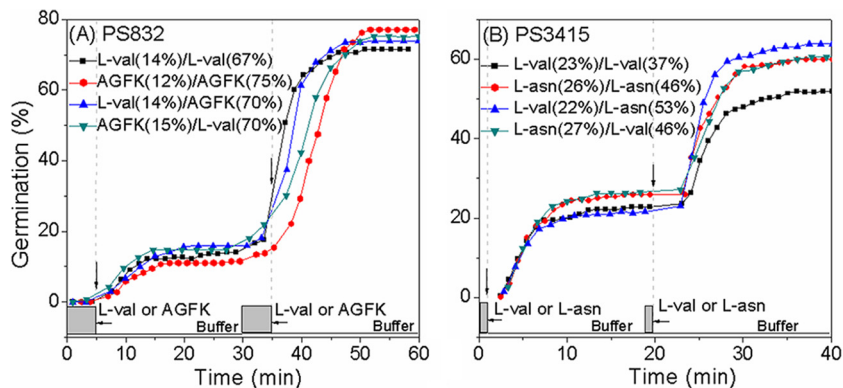 (A) PS832
L-val(14%)/L-val(67%)
AGFK(12%)/AGFK(75%)
L-val(14%)/AGFK(70%)
AGFK(15%)/L-val(70%)
Germination (%)
80
60
40
20
0
L-val or AGFK
L-val or AGFK
Buffer
Buffer
0 10 20 30 40 50 60
Time (min)
(B) PS3415
L-val(23%)/L-val(37%)
L-asn(26%)/L-asn(46%)
L-val(22%)/L-asn(53%)
L-asn(27%)/L-val(46%)
60
40
20
0
L-val or L-asn
L-val or L-asn
Buffer
Buffer
0 10 20 30 40
Time (min)